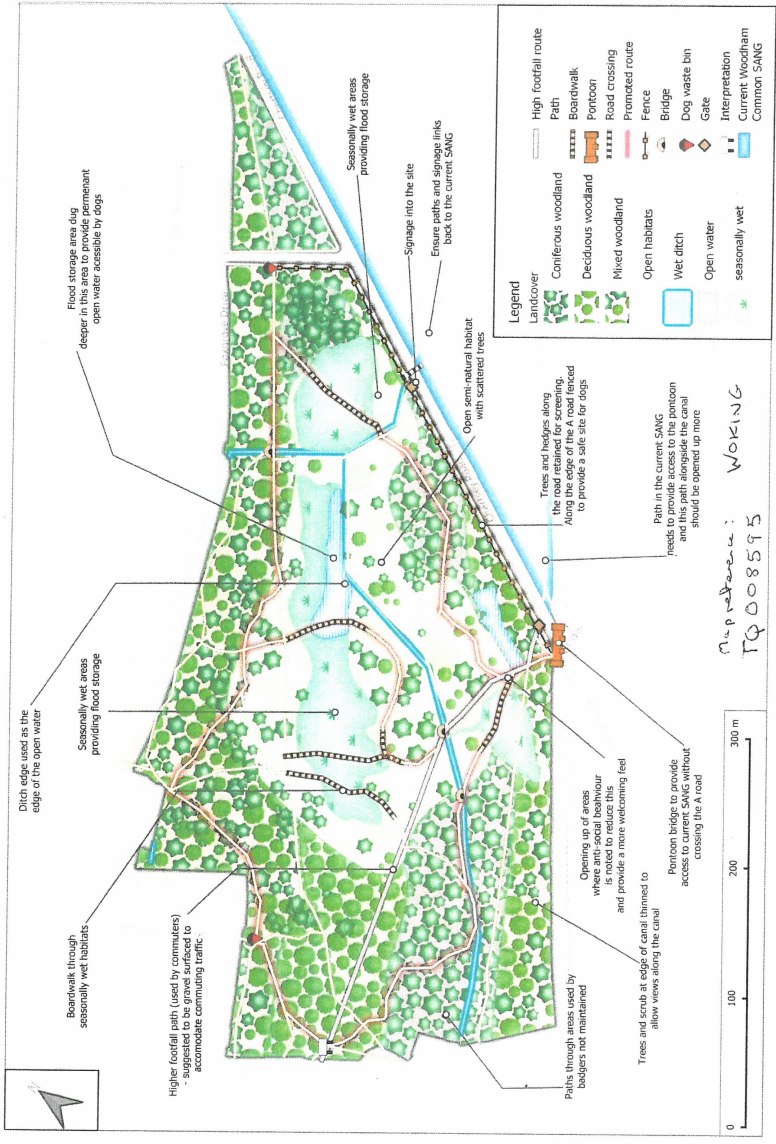 Ditch edge used as the
edge of the open water
Flood storage area dug
deeper in this area to provide permenant
open water acessible by dogs
Boardwalk through
seasonally wet habitats
Seasonally wet areas
providing flood storage
Higher footfall path (used by commuters)
- suggested to be gravel surfaced to
accomodate commuting traffic
Seasonally wet areas
providing flood storage
Signage into the site
Ensure paths and signage links
back to the current SANG
Open semi-natural habitat
with scattered trees
Trees and hedges along
the road retained for screening.
Along the edge of the A road fenced
to provide a safe site for dogs
Path in the current SANG
needs to provide access to the pontoon
and this path alongside the canal
should be opened up more
Paths through areas used by
badgers not maintained
Opening up of areas
where anti-social beahviour
is noted to reduce this
and provide a more welcoming feel
Trees and scrub at edge of canal thinned to
allow views along the canal
Pontoon bridge to provide
access to current SANG without
crossing the A road
Legend
Landcover
Coniferous woodland
Deciduous woodland
Mixed woodland
Open habitats
Wet ditch
Open water
seasonally wet
High footfall route
Path
Boardwalk
Pontoon
Road crossing
Promoted route
Fence
Bridge
Dog waste bin
Gate
Interpretation
Current Woodham
Common SANG
0
100
200
300 m
Map reference: WOKING
TQ 008595